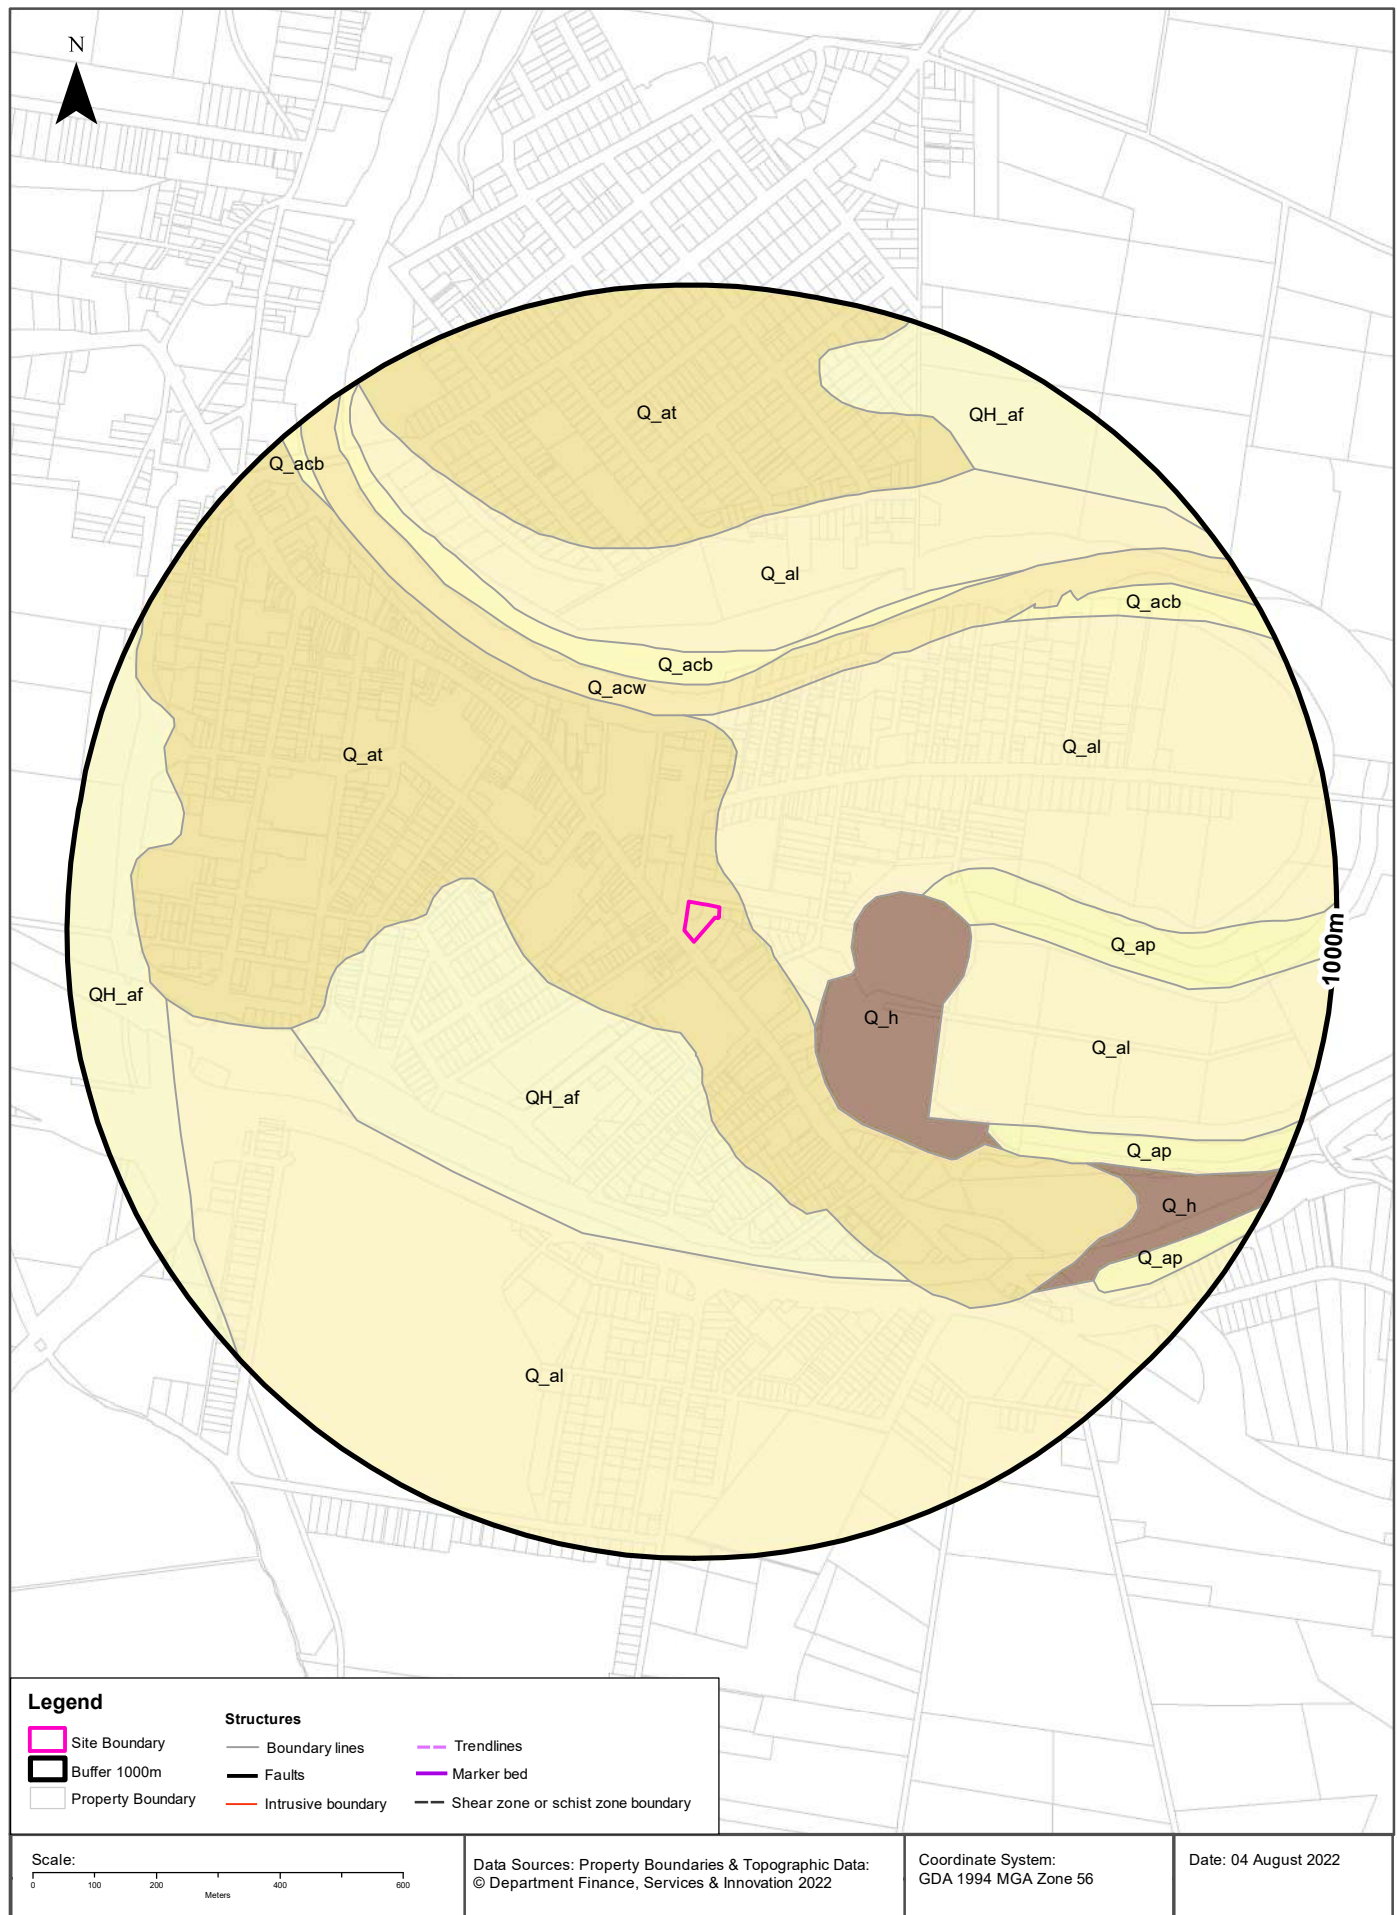 N
Q_at
QH_af
Q_acb
Q_al
Q_acb
Q_acb
Q_acw
Q_al
Q_at
Q_ap
1000m
QH_af
Q_h
Q_al
QH_af
Q_ap
Q_h
Q_ap
Q_al
Legend
Site Boundary
Buffer 1000m
Property Boundary
Structures
Boundary lines
Faults
Intrusive boundary
Trendlines
Marker bed
Shear zone or schist zone boundary
Scale:
0 100 200 400 600
Meters
Data Sources: Property Boundaries & Topographic Data:
© Department Finance, Services & Innovation 2022
Coordinate System:
GDA 1994 MGA Zone 56
Date: 04 August 2022